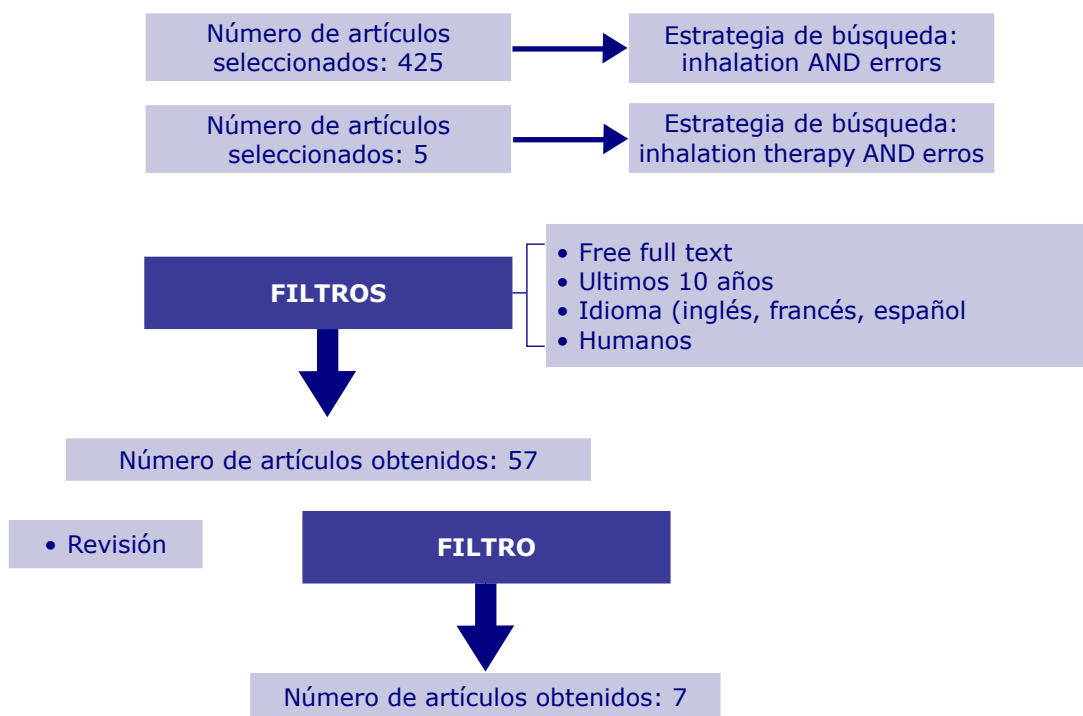 Número de artículos
seleccionados: 425
Estrategia de búsqueda:
inhalation AND errors
Número de artículos
seleccionados: 5
Estrategia de búsqueda:
inhalation therapy AND erros
FILTROS
• Free full text
• Ultimos 10 años
• Idioma (inglés, francés, español
• Humanos
Número de artículos obtenidos: 57
• Revisión
FILTRO
Número de artículos obtenidos: 7